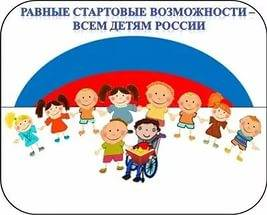 РАВНЫЕ СТАРТОВЫЕ ВОЗМОЖНОСТИ –
ВСЕМ ДЕТЯМ РОССИИ